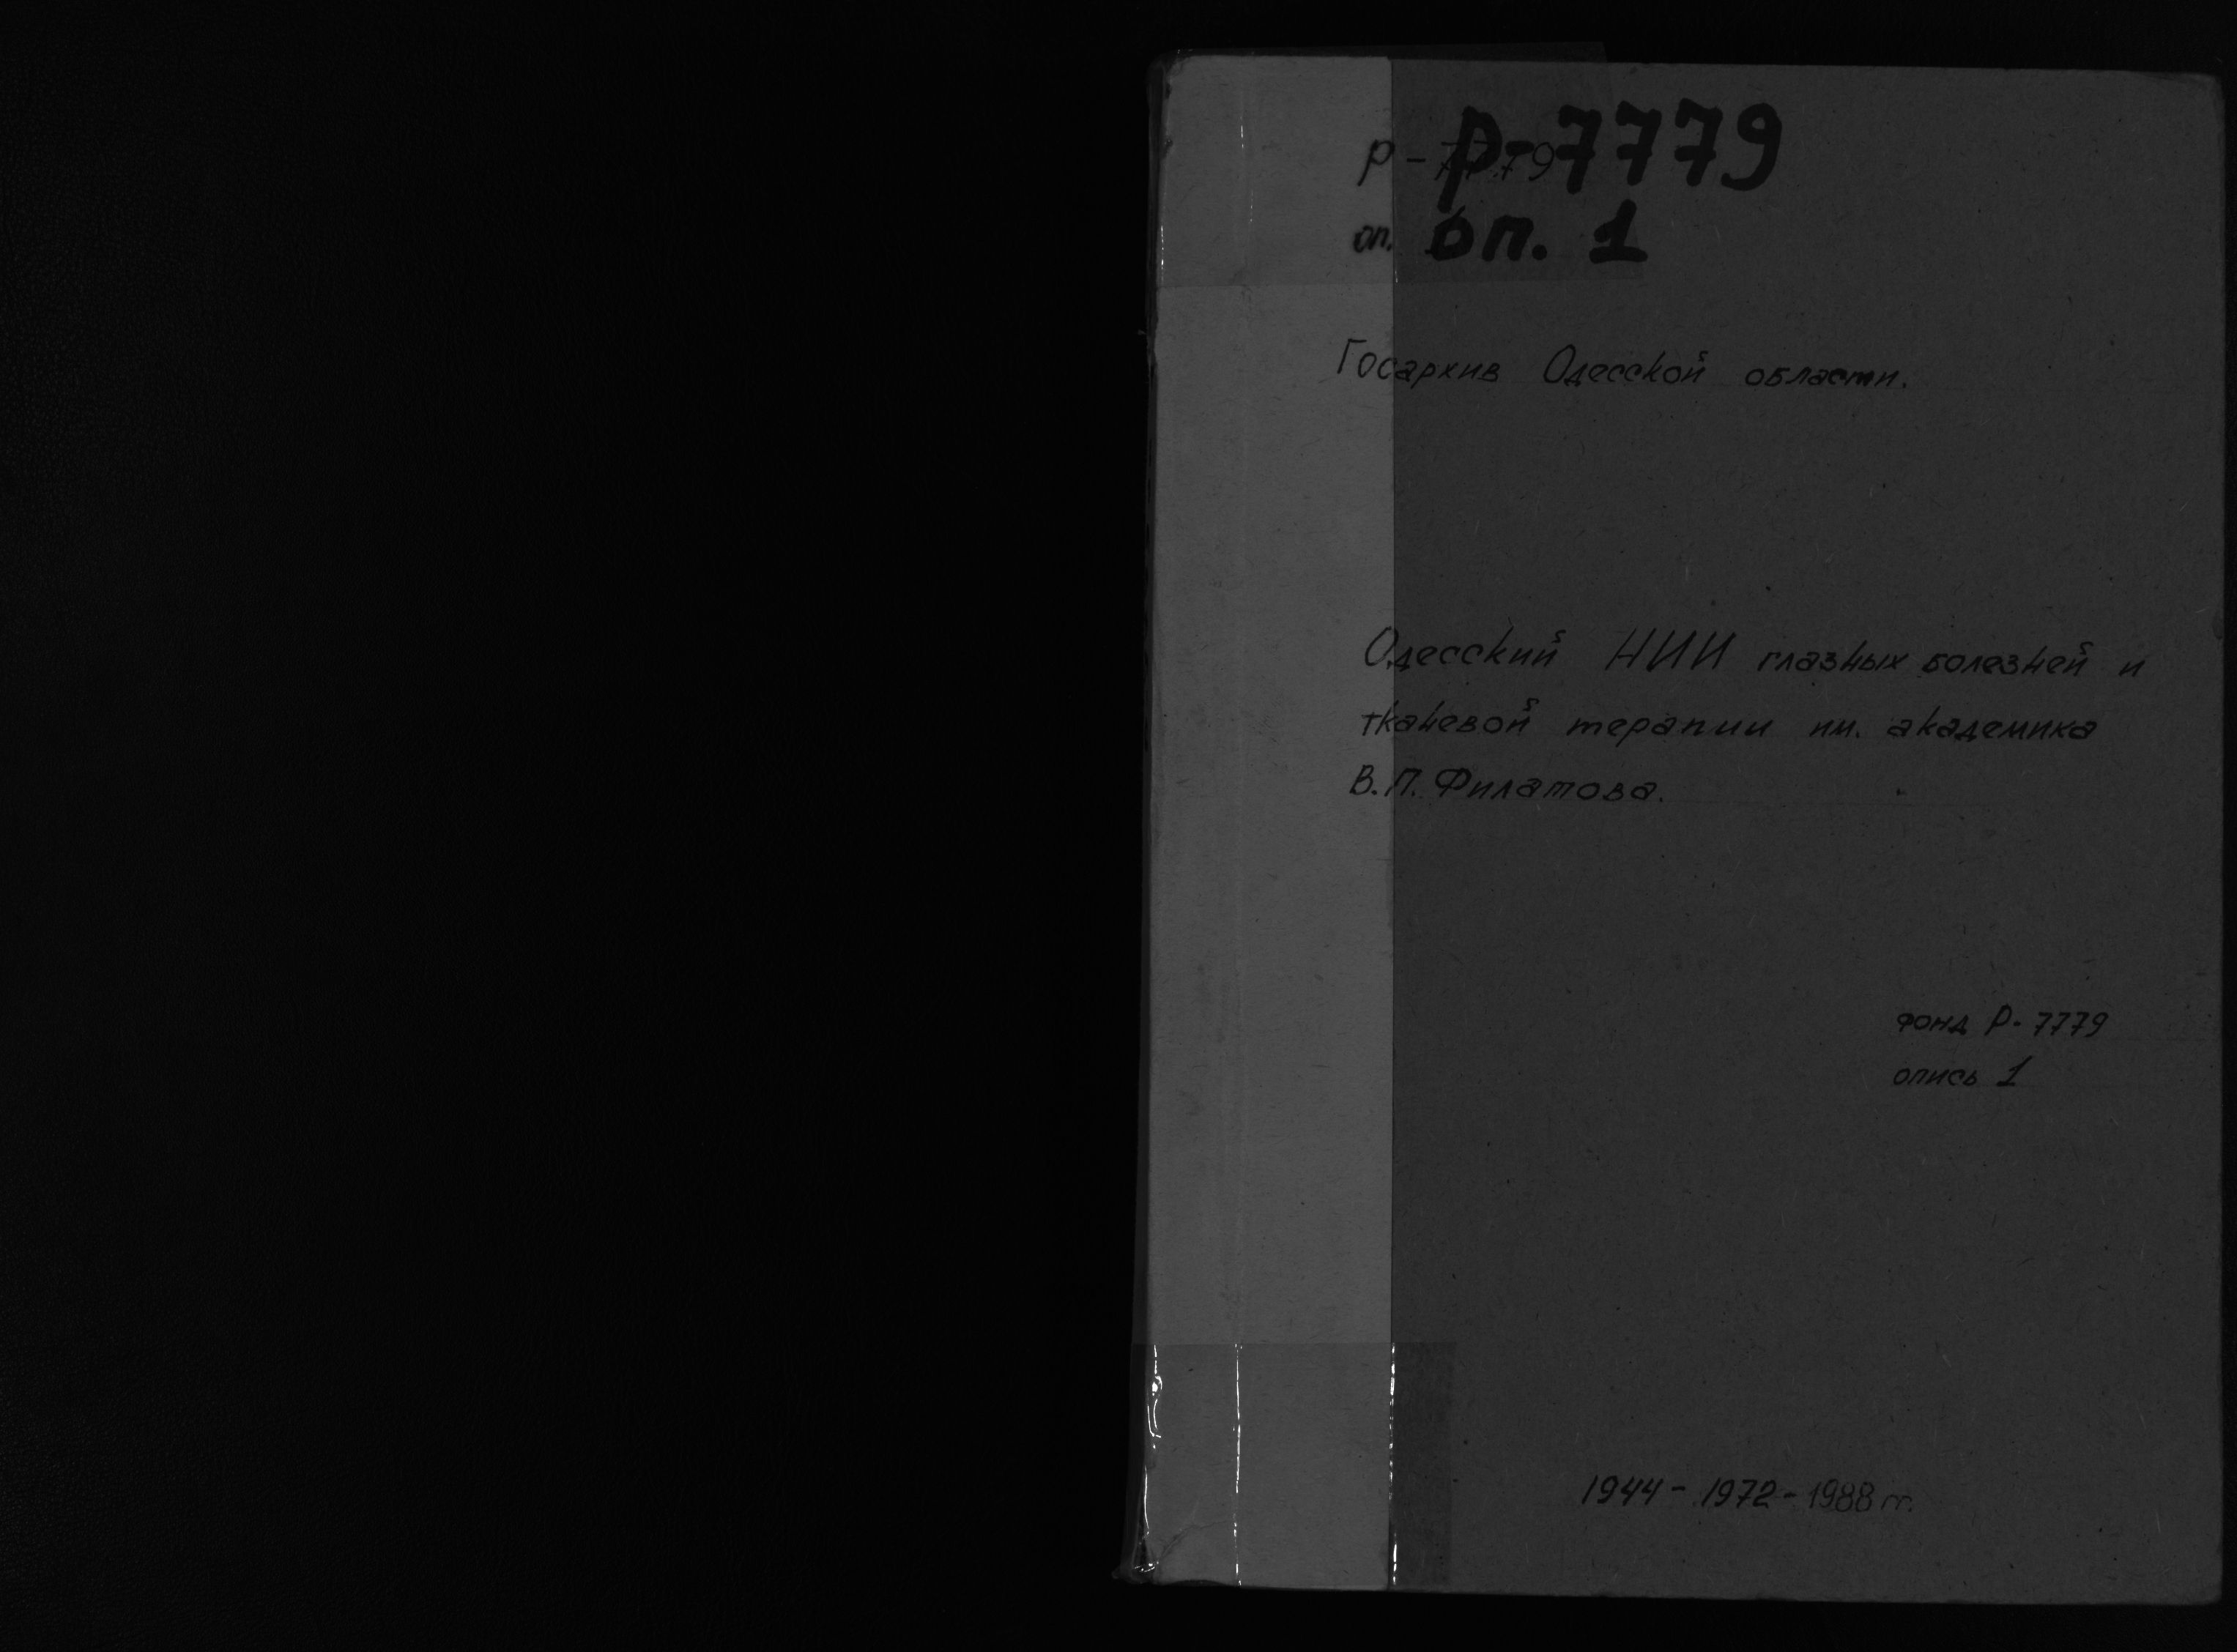 р-7779
р-7779
оп.
оп. 1
Госархив Одесской области.
Одесский НИИ глазных болезней и
тканевой терапии им. академика
В.П. Филатова.
фонд Р-7779
опись 1
1944-1972-1988 гг.